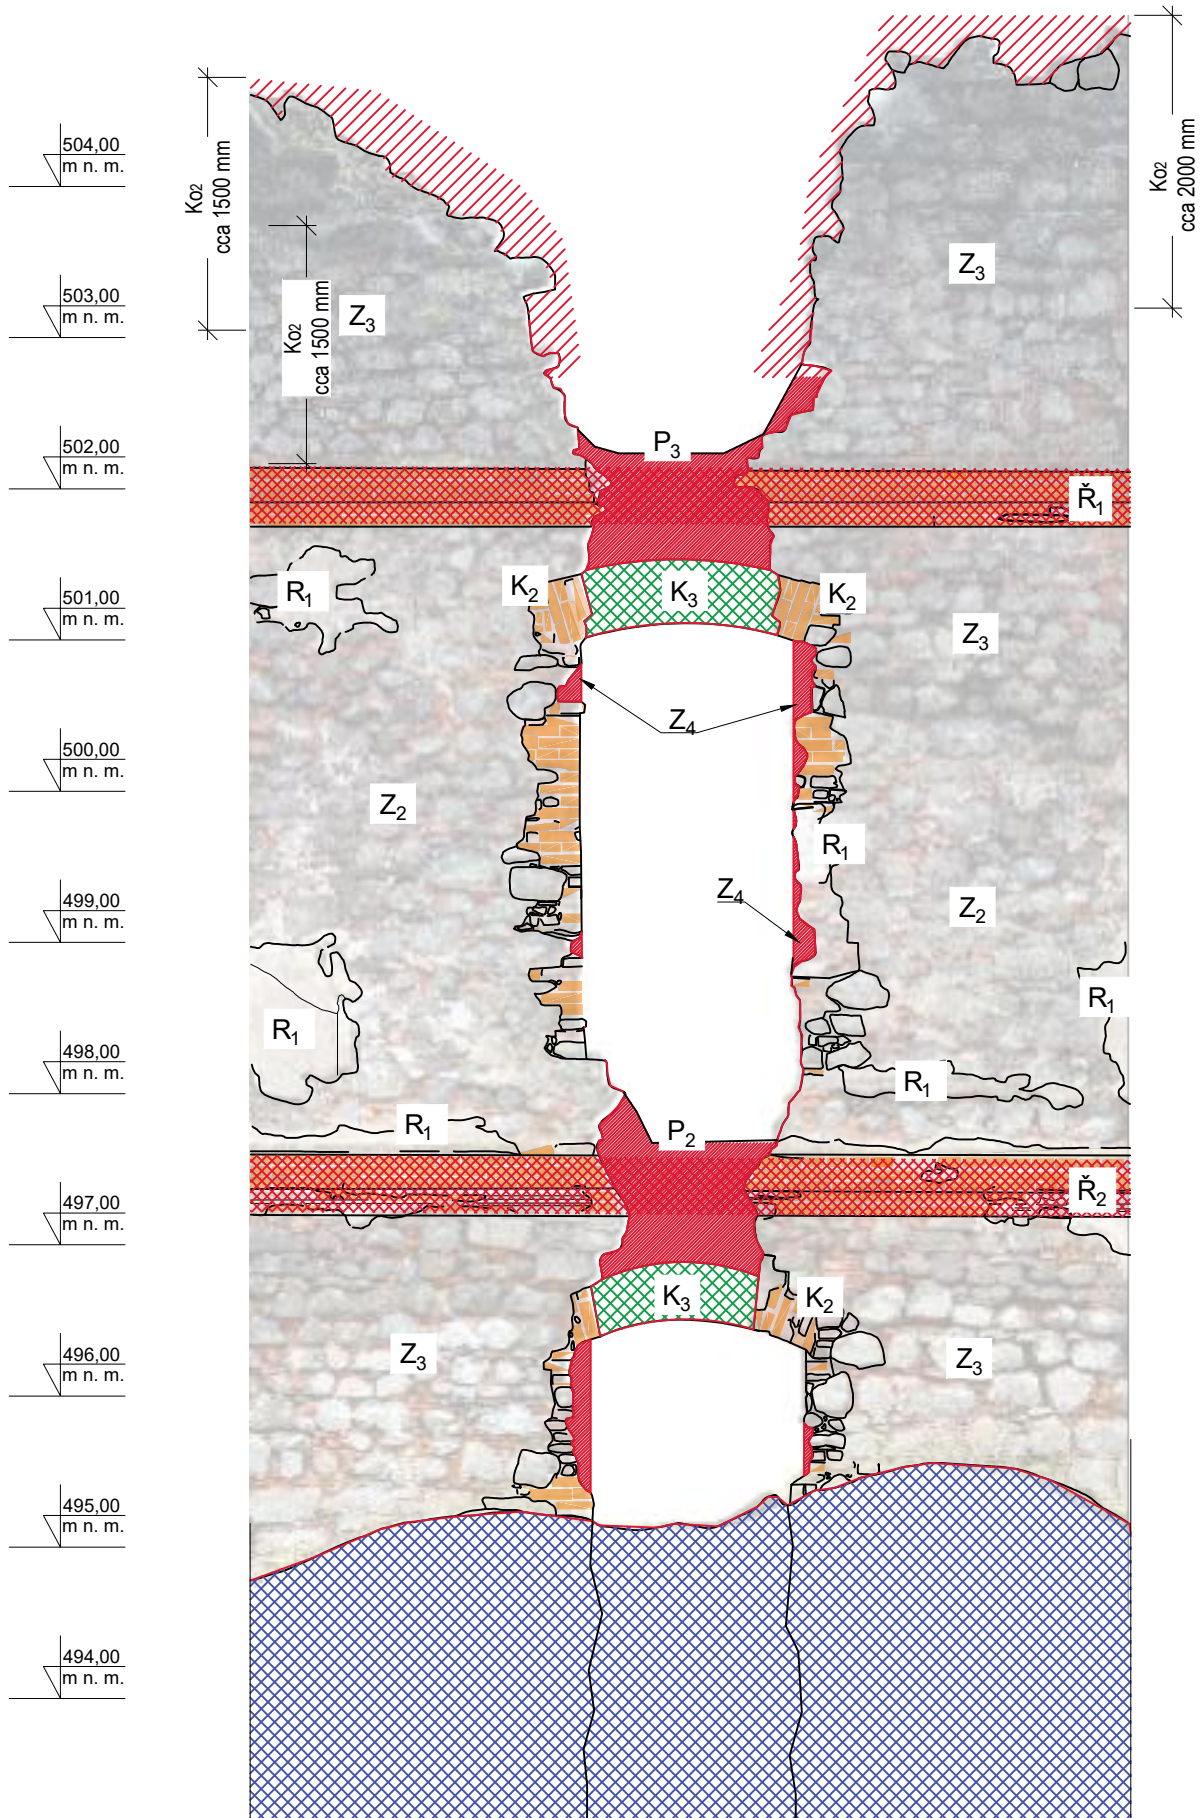 504,00
m n. m.
Ko2
cca 1500 mm
Ko2
cca 2000 mm
Z3
503,00
m n. m.
Z3
Ko2
cca 1500 mm
502,00
m n. m.
P3
Ř1
501,00
m n. m.
R1
K2
K3
K2
Z3
Z4
500,00
m n. m.
Z2
R1
499,00
m n. m.
Z4
Z2
R1
R1
498,00
m n. m.
R1
R1
P2
497,00
m n. m.
Ř2
K3
K2
496,00
m n. m.
Z3
Z3
495,00
m n. m.
494,00
m n. m.